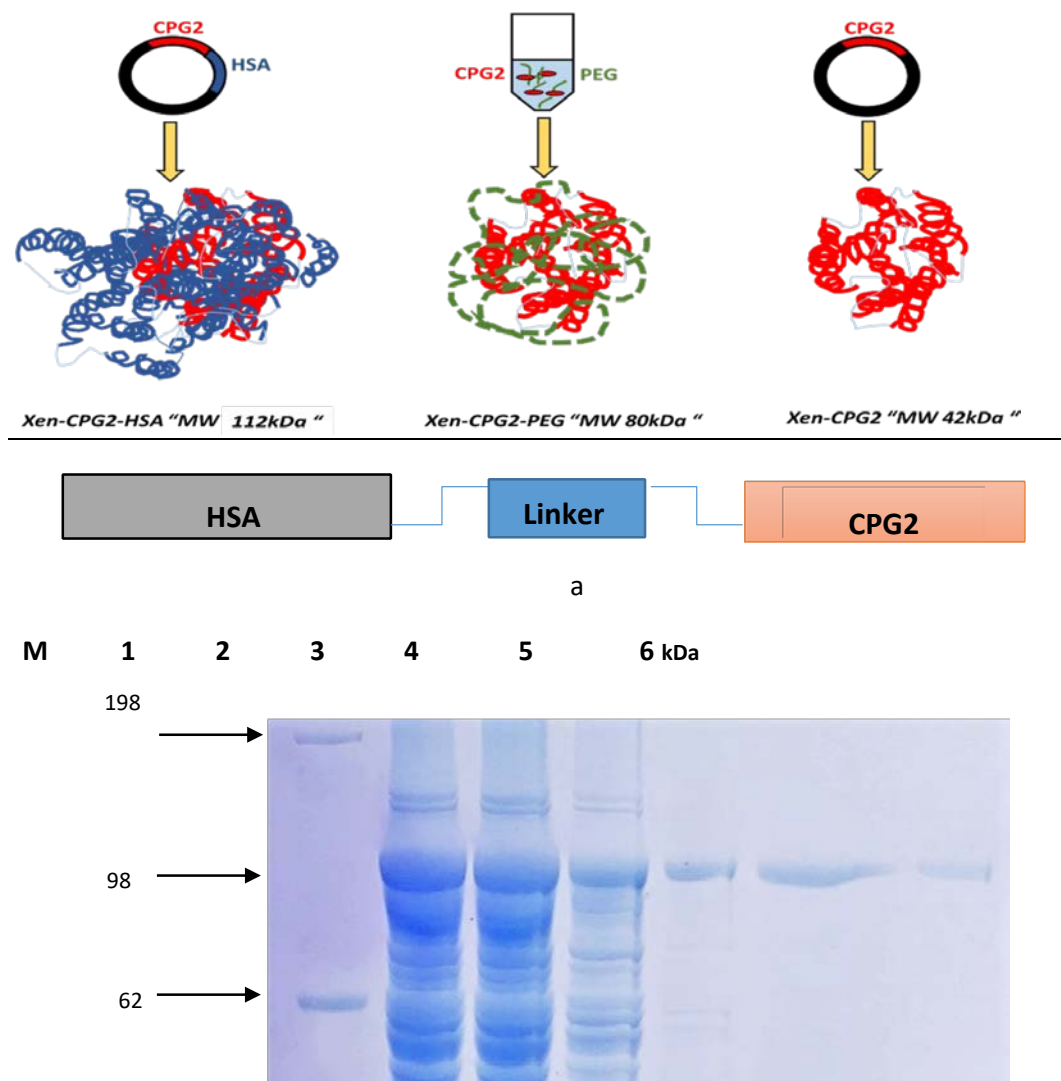 CPG2
HSA
CPG2
PEG
CPG2
Xen-CPG2-HSA “MW 112kDa “
Xen-CPG2-PEG “MW 80kDa “
Xen-CPG2 “MW 42kDa “
HSA
Linker
CPG2
a
M 1 2 3 4 5 6 kDa
198
98
62